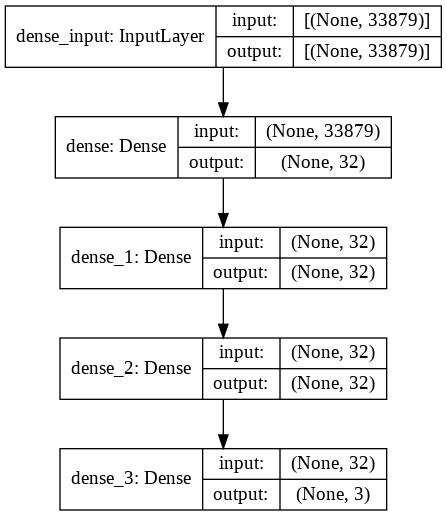 dense_input: InputLayer
input: [(None, 33879)]
output: [(None, 33879)]
dense: Dense
input: (None, 33879)
output: (None, 32)
dense_1: Dense
input: (None, 32)
output: (None, 32)
dense_2: Dense
input: (None, 32)
output: (None, 32)
dense_3: Dense
input: (None, 32)
output: (None, 3)